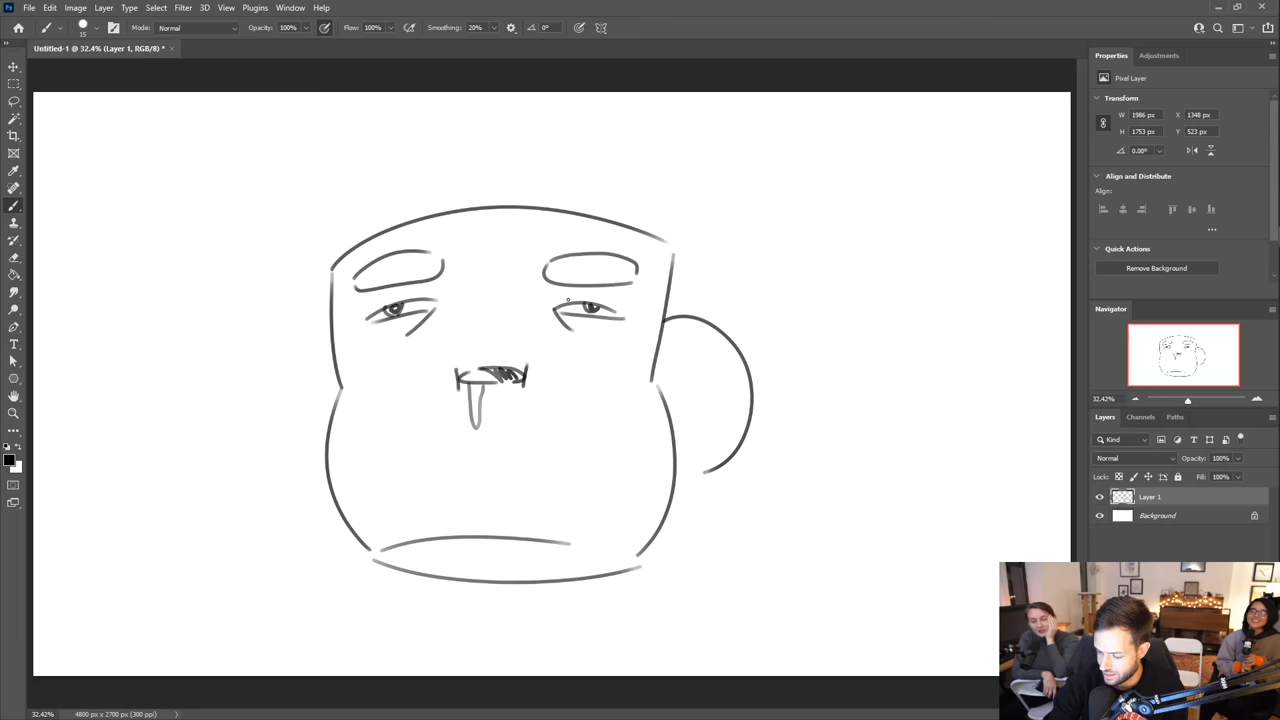 Ps File Edit Image Layer Type Select Filter 3D View Plugins Window Help
15 Mode: Normal Opacity: 100% Flow: 100% Smoothing: 20% 0°
Untitled-1 @ 32.4% (Layer 1, RGB/8) * ×
Properties Adjustments
Pixel Layer
Transform
W 1986 px X 1348 px
H 1753 px Y 523 px
0.00°
Align and Distribute
Align:
Quick Actions
Remove Background
Navigator
32.42%
Layers Channels Paths
Kind
Normal Opacity: 100%
Lock: Fill: 100%
Layer 1
Background
32.42% 4800 px x 2700 px (300 ppi)